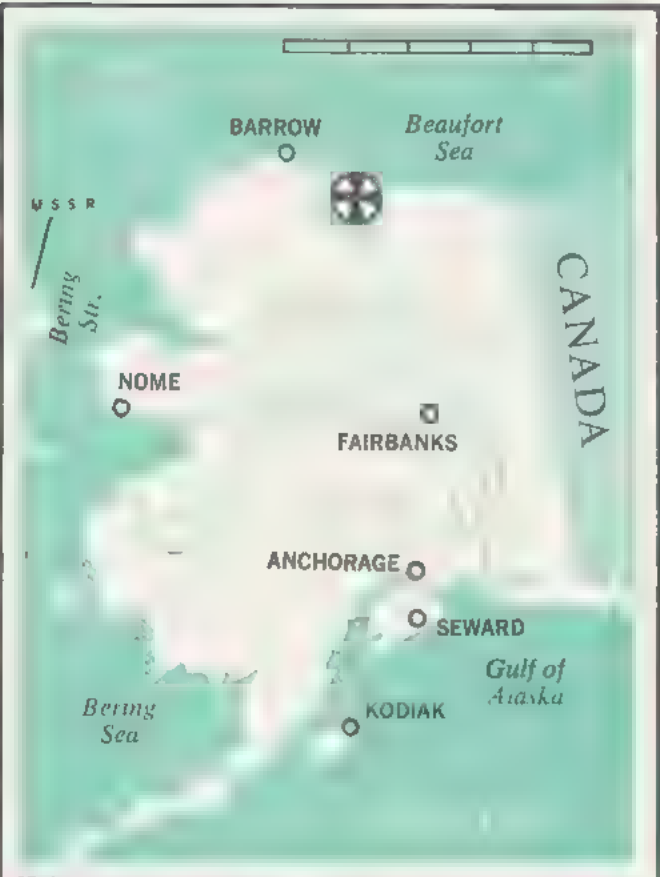 BARROW
Beaufort
Sea
USSR
Bering
Str.
CANADA
NOME
FAIRBANKS
ANCHORAGE
SEWARD
Gulf of
Alaska
KODIAK
Bering
Sea